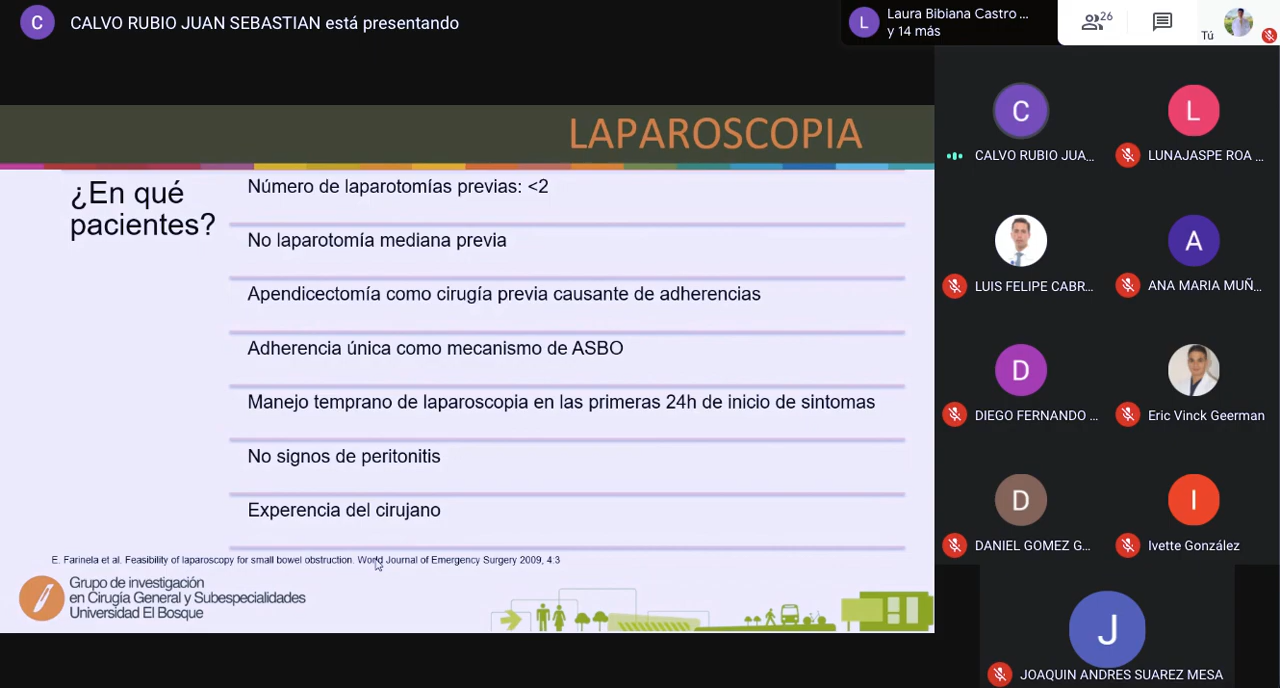 C
CALVO RUBIO JUAN SEBASTIAN está presentando
L
Laura Bibiana Castro ...
y 14 más
26
Tú
LAPAROSCOPIA
¿En qué
pacientes?
Número de laparotomías previas: <2
No laparotomía mediana previa
Apendicectomía como cirugía previa causante de adherencias
Adherencia única como mecanismo de ASBO
Manejo temprano de laparoscopia en las primeras 24h de inicio de sintomas
No signos de peritonitis
Experencia del cirujano
E. Farinela et al. Feasibility of laparoscopy for small bowel obstruction. World Journal of Emergency Surgery 2009, 4:3
Grupo de investigación
en Cirugía General y Subespecialidades
Universidad El Bosque
C
CALVO RUBIO JUA...
L
LUNAJASPE ROA ...
LUIS FELIPE CABR...
A
ANA MARIA MUÑ...
D
DIEGO FERNANDO ...
Eric Vinck Geerman
D
DANIEL GOMEZ G...
I
Ivette González
J
JOAQUIN ANDRES SUAREZ MESA